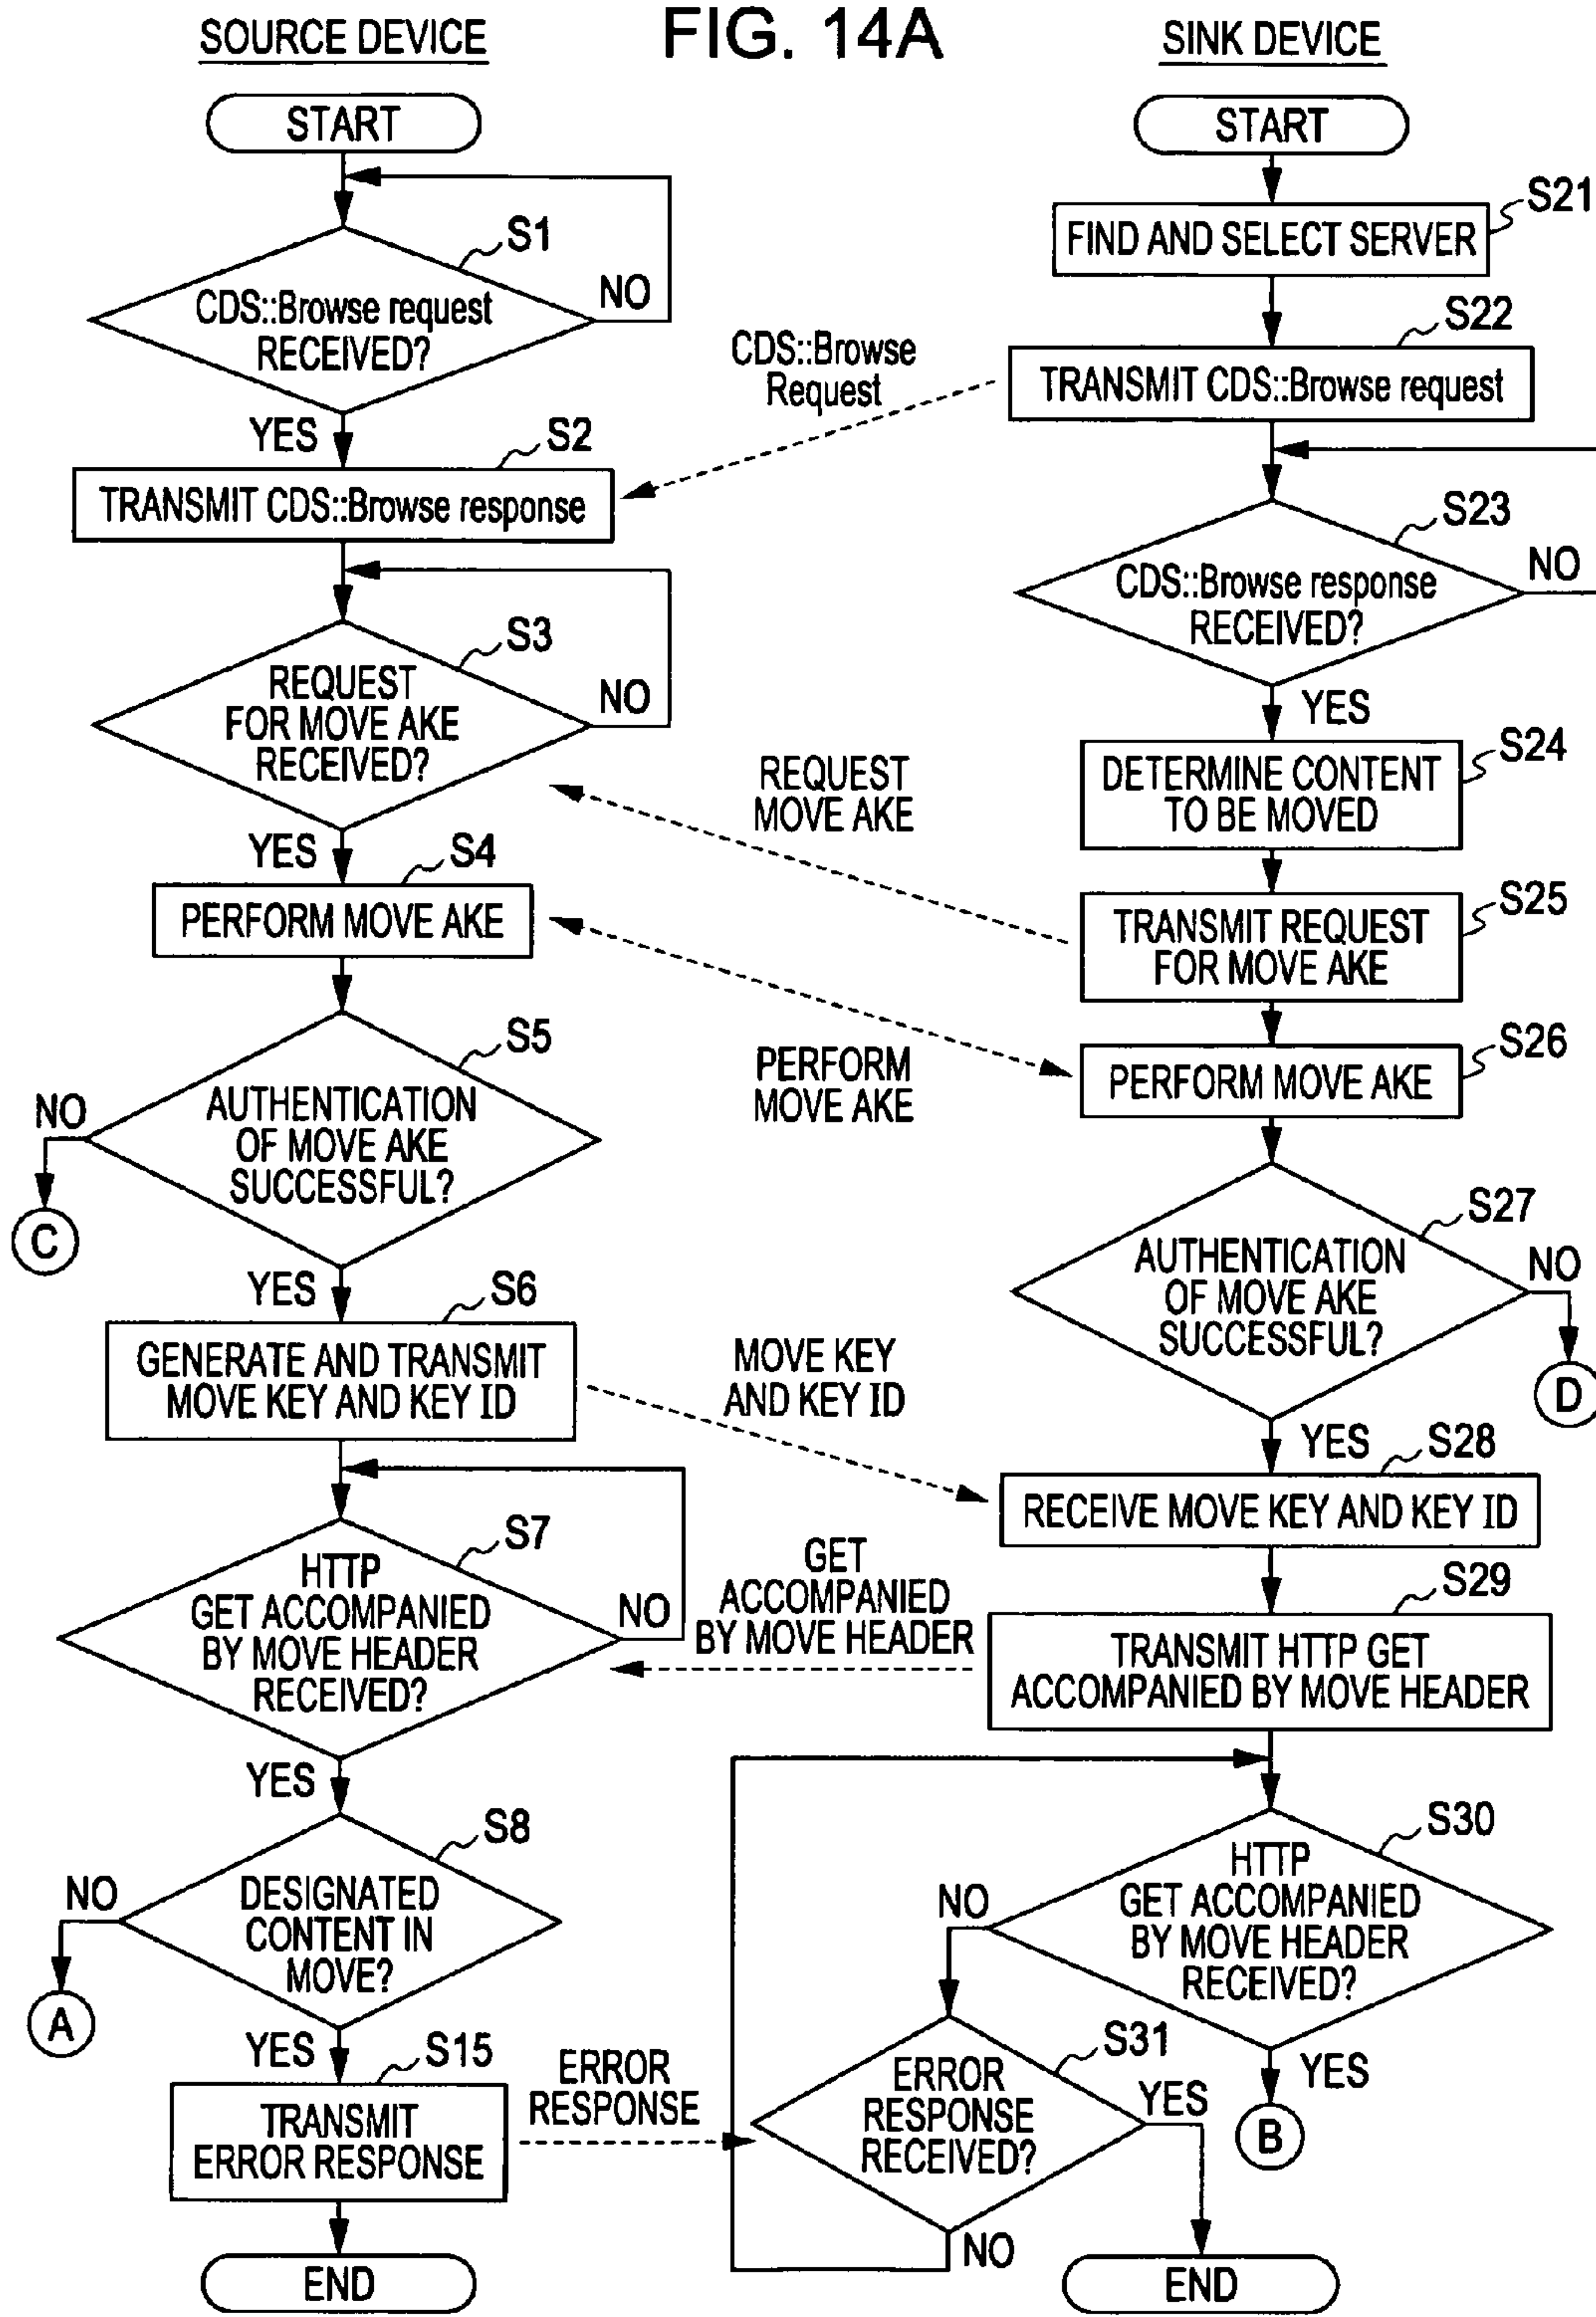 FIG. 14A
SOURCE DEVICE
START
S1
CDS::Browse request
RECEIVED?
NO
YES
S2
TRANSMIT CDS::Browse response
S3
REQUEST
FOR MOVE AKE
RECEIVED?
NO
YES
S4
PERFORM MOVE AKE
S5
AUTHENTICATION
OF MOVE AKE
SUCCESSFUL?
NO
C
YES
S6
GENERATE AND TRANSMIT
MOVE KEY AND KEY ID
S7
HTTP
GET ACCOMPANIED
BY MOVE HEADER
RECEIVED?
NO
YES
S8
DESIGNATED
CONTENT IN
MOVE?
NO
A
YES
S15
TRANSMIT
ERROR RESPONSE
END
CDS::Browse
Request
REQUEST
MOVE AKE
PERFORM
MOVE AKE
MOVE KEY
AND KEY ID
GET
ACCOMPANIED
BY MOVE HEADER
ERROR
RESPONSE
SINK DEVICE
START
S21
FIND AND SELECT SERVER
S22
TRANSMIT CDS::Browse request
S23
CDS::Browse response
RECEIVED?
NO
YES
S24
DETERMINE CONTENT
TO BE MOVED
S25
TRANSMIT REQUEST
FOR MOVE AKE
S26
PERFORM MOVE AKE
S27
AUTHENTICATION
OF MOVE AKE
SUCCESSFUL?
NO
D
YES
S28
RECEIVE MOVE KEY AND KEY ID
S29
TRANSMIT HTTP GET
ACCOMPANIED BY MOVE HEADER
S30
HTTP
GET ACCOMPANIED
BY MOVE HEADER
RECEIVED?
NO
YES
B
S31
ERROR
RESPONSE
RECEIVED?
YES
NO
END